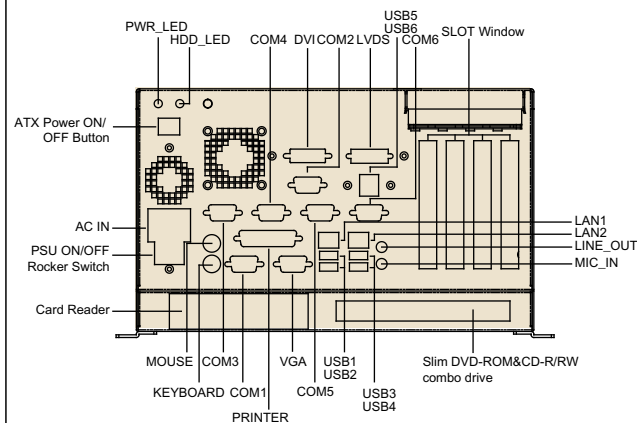 USB5
USB6
PWR_LED
HDD_LED
COM4
DVI
COM2
LVDS
COM6
SLOT Window
ATX Power ON/
OFF Button
AC IN
PSU ON/OFF
Rocker Switch
LAN1
LAN2
LINE_OUT
MIC_IN
Card Reader
MOUSE
COM3
VGA
USB1
USB2
Slim DVD-ROM&CD-R/RW
combo drive
KEYBOARD
COM1
COM5
USB3
USB4
PRINTER